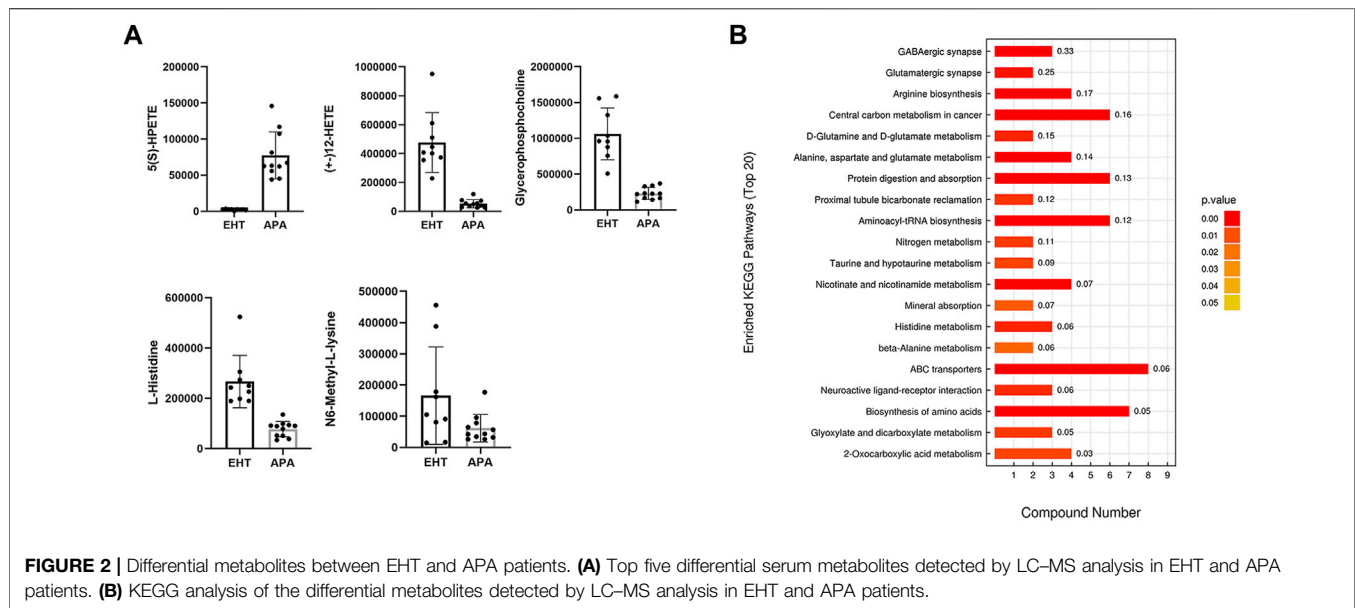 A
200000
150000
100000
50000
0
5(S)-HPETE
EHT APA
1000000
800000
600000
400000
200000
0
(+-)12-HETE
EHT APA
2000000
1500000
1000000
500000
0
Glycerophosphocholine
EHT APA
600000
400000
200000
0
L-Histidine
EHT APA
500000
400000
300000
200000
100000
0
N6-Methyl-L-lysine
EHT APA
B
Enriched KEGG Pathways (Top 20)
GABAergic synapse 0.33
Glutamatergic synapse 0.25
Arginine biosynthesis 0.17
Central carbon metabolism in cancer 0.16
D-Glutamine and D-glutamate metabolism 0.15
Alanine, aspartate and glutamate metabolism 0.14
Protein digestion and absorption 0.13
Proximal tubule bicarbonate reclamation 0.12
Aminoacyl-tRNA biosynthesis 0.12
Nitrogen metabolism 0.11
Taurine and hypotaurine metabolism 0.09
Nicotinate and nicotinamide metabolism 0.07
Mineral absorption 0.07
Histidine metabolism 0.06
beta-Alanine metabolism 0.06
ABC transporters 0.06
Neuroactive ligand-receptor interaction 0.06
Biosynthesis of amino acids 0.05
Glyoxylate and dicarboxylate metabolism 0.05
2-Oxocarboxylic acid metabolism 0.03
1 2 3 4 5 6 7 8 9
Compound Number
p.value
0.00
0.01
0.02
0.03
0.04
0.05
FIGURE 2 | Differential metabolites between EHT and APA patients. (A) Top five differential serum metabolites detected by LC–MS analysis in EHT and APA
patients. (B) KEGG analysis of the differential metabolites detected by LC–MS analysis in EHT and APA patients.